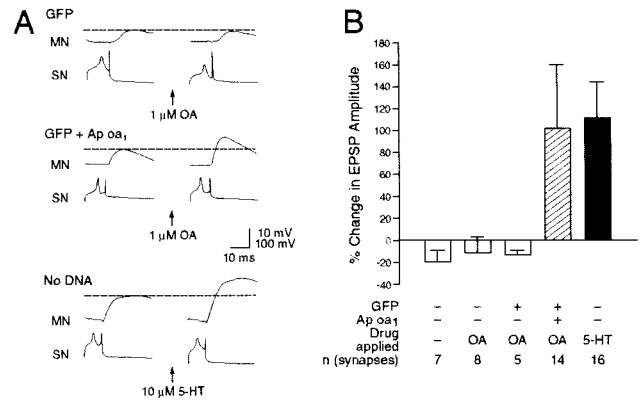 A
GFP
MN
SN
1 µM OA
GFP + Ap oa₁
MN
SN
1 µM OA
10 mV
100 mV
10 ms
No DNA
MN
SN
10 µM 5-HT
B
% Change in EPSP Amplitude
180
160
140
120
100
80
60
40
20
0
-20
-40
GFP – – + + –
Ap oa₁ – – – + –
Drug applied – OA OA OA 5-HT
n (synapses) 7 8 5 14 16